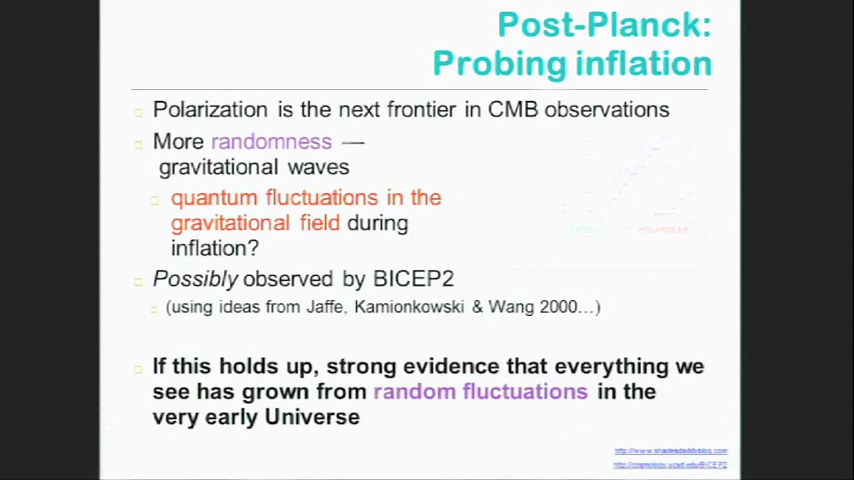 Post-Planck:
Probing inflation
Polarization is the next frontier in CMB observations
More randomness —
gravitational waves
quantum fluctuations in the
gravitational field during
inflation?
Possibly observed by BICEP2
(using ideas from Jaffe, Kamionkowski & Wang 2000…)
If this holds up, strong evidence that everything we
see has grown from random fluctuations in the
very early Universe
POLARBEAR